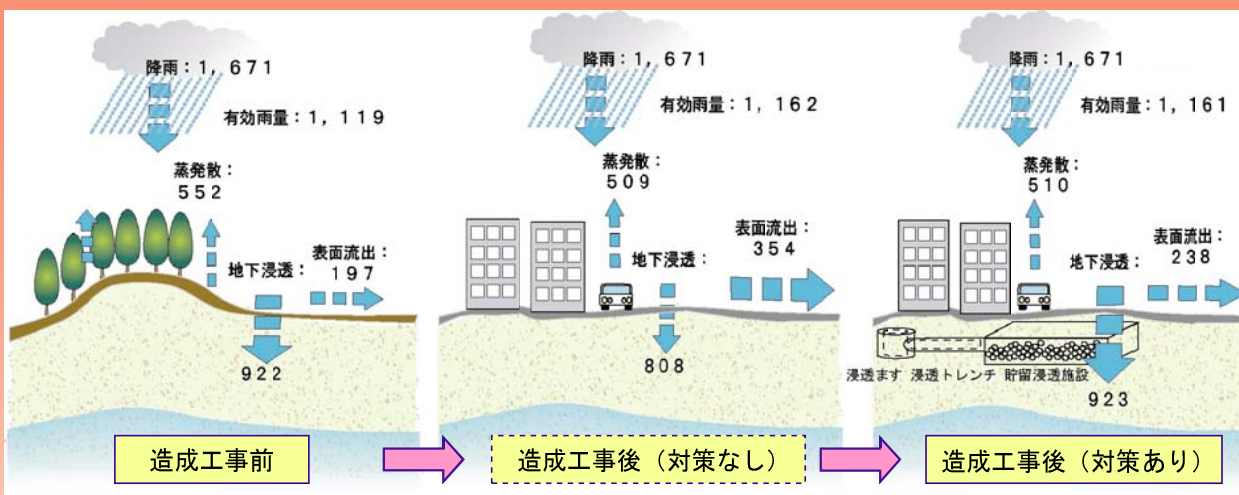 降雨：1,671
有効雨量：1,119
蒸発散：
552
表面流出：
197
地下浸透：
922
造成工事前
降雨：1,671
有効雨量：1,162
蒸発散：
509
表面流出：
354
地下浸透：
808
造成工事後（対策なし）
降雨：1,671
有効雨量：1,161
蒸発散：
510
表面流出：
238
地下浸透：
浸透ます 浸透トレンチ 貯留浸透施設
923
造成工事後（対策あり）